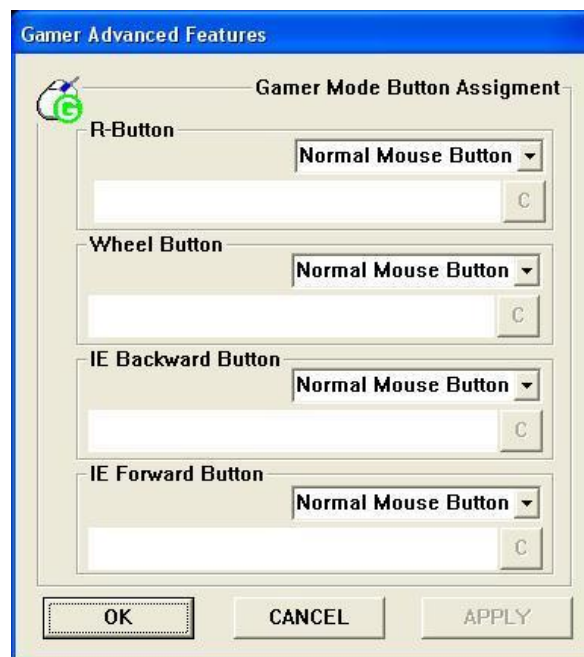 Gamer Advanced Features
Gamer Mode Button Assigment
G
R-Button
Normal Mouse Button
C
Wheel Button
Normal Mouse Button
C
IE Backward Button
Normal Mouse Button
C
IE Forward Button
Normal Mouse Button
C
OK CANCEL APPLY